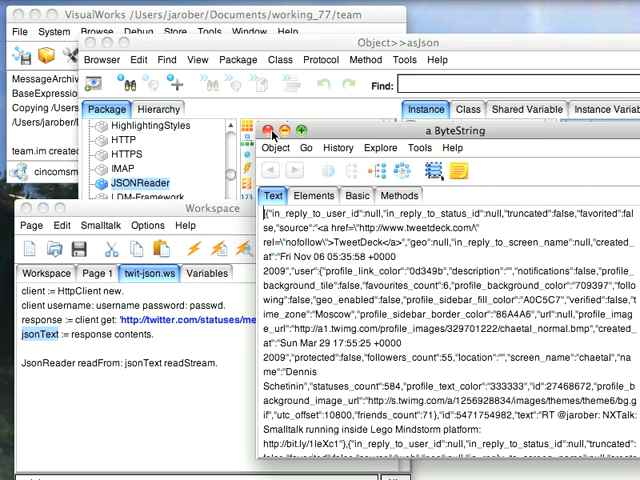 VisualWorks /Users/jarober/Documents/working_77/team
File System Browse Debug Store Tools Window Help
MessageArchiv
BaseExpression
Copying /Users
/Users/jarober/D
team.im created
cincomsm
Object>>asJson
Browser Edit Find View Package Class Protocol Method Tools Help
Find:
Package Hierarchy
Instance Class Shared Variable Instance Variab
HighlightingStyles
HTTP
HTTPS
IMAP
JSONReader
LDM-Framework
a ByteString
Object Go History Explore Tools Help
Text Elements Basic Methods
[{"in_reply_to_user_id":null,"in_reply_to_status_id":null,"truncated":false,"favorited":fal
se,"source":"<a href=\"http://www.tweetdeck.com/\"
rel=\"nofollow\">TweetDeck</a>","geo":null,"in_reply_to_screen_name":null,"created_
at":"Fri Nov 06 05:35:58 +0000
2009","user":{"profile_link_color":"0d349b","description":"","notifications":false,"profile_
background_tile":false,"favourites_count":6,"profile_background_color":"709397","follo
wing":false,"geo_enabled":false,"profile_sidebar_fill_color":"A0C5C7","verified":false,"t
ime_zone":"Moscow","profile_sidebar_border_color":"86A4A6","url":null,"profile_imag
e_url":"http://a1.twimg.com/profile_images/329701222/chaetal_normal.bmp","created_
at":"Sun Mar 29 17:55:25 +0000
2009","protected":false,"followers_count":55,"location":"","screen_name":"chaetal","na
me":"Dennis
Schetinin","statuses_count":584,"profile_text_color":"333333","id":27468672,"profile_b
ackground_image_url":"http://s.twimg.com/a/1256928834/images/themes/theme6/bg.g
if","utc_offset":10800,"friends_count":71},"id":5471754982,"text":"RT @jarober: NXTalk:
Smalltalk running inside Lego Mindstorm platform:
http://bit.ly/1IeXc1"},{"in_reply_to_user_id":null,"in_reply_to_status_id":null,"truncated":
Workspace
Page Edit Smalltalk Options Help
Workspace Page 1 twit-json.ws Variables
client := HttpClient new.
client username: username password: passwd.
response := client get: 'http://twitter.com/statuses/me
jsonText := response contents.
JsonReader readFrom: jsonText readStream.